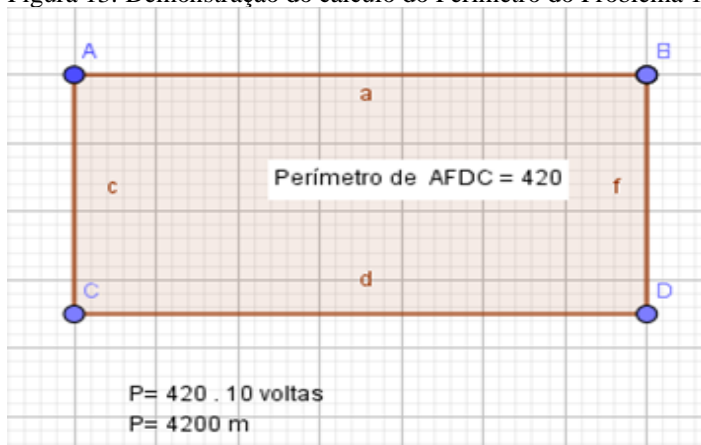 Figura 13: Demonstração do cálculo do Perímetro do Problema 1
A
B
a
Perímetro de AFDC = 420
c
f
d
C
D
P= 420 . 10 voltas
P= 4200 m